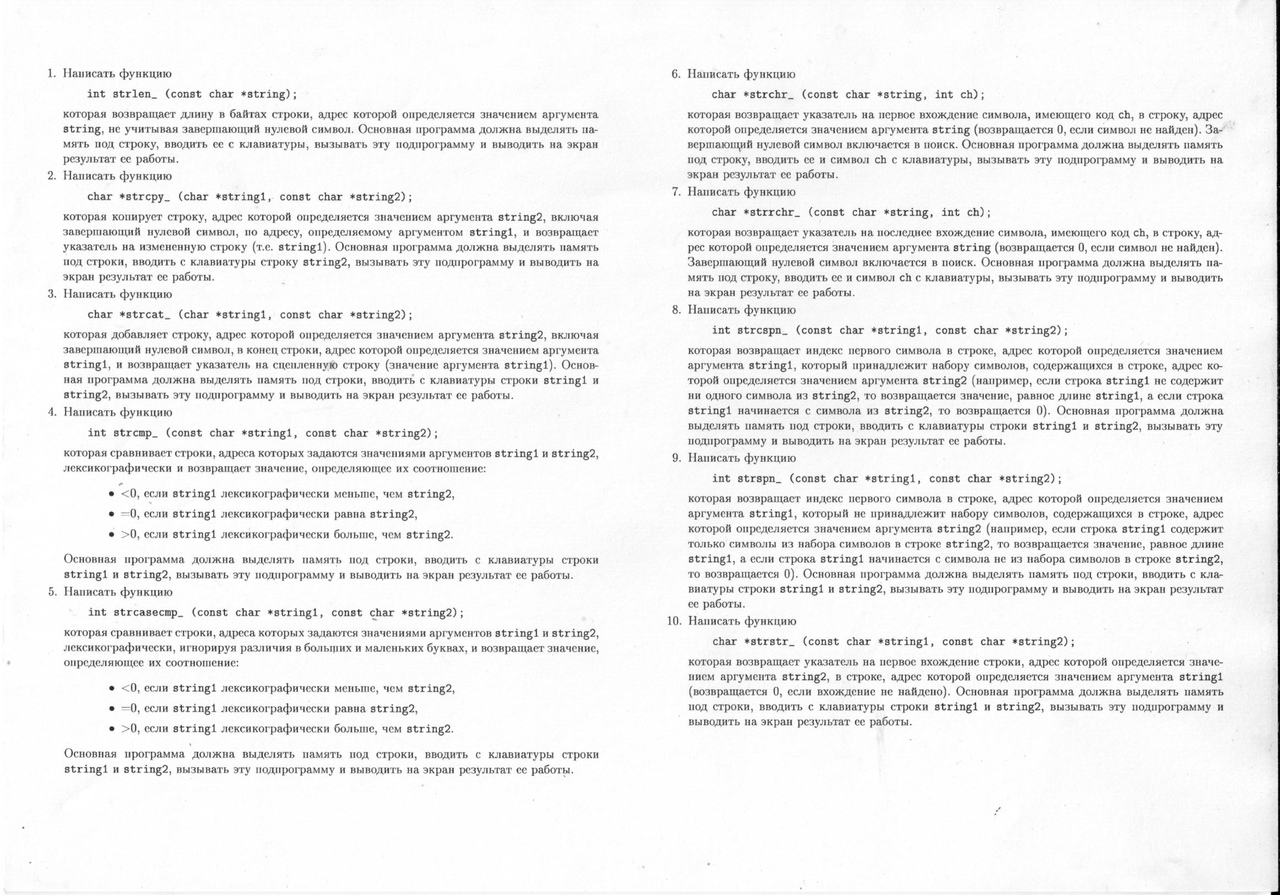 1. Написать функцию
int strlen_ (const char *string);
которая возвращает длину в байтах строки, адрес которой определяется значением аргумента
string, не учитывая завершающий нулевой символ. Основная программа должна выделять па-
мять под строку, вводить ее с клавиатуры, вызывать эту подпрограмму и выводить на экран
результат ее работы.
2. Написать функцию
char *strcpy_ (char *string1, const char *string2);
которая копирует строку, адрес которой определяется значением аргумента string2, включая
завершающий нулевой символ, по адресу, определяемому аргументом string1, и возвращает
указатель на измененную строку (т.е. string1). Основная программа должна выделять память
под строки, вводить с клавиатуры строку string2, вызывать эту подпрограмму и выводить на
экран результат ее работы.
3. Написать функцию
char *strcat_ (char *string1, const char *string2);
которая добавляет строку, адрес которой определяется значением аргумента string2, включая
завершающий нулевой символ, в конец строки, адрес которой определяется значением аргумента
string1, и возвращает указатель на сцепленную строку (значение аргумента string1). Основ-
ная программа должна выделять память под строки, вводить с клавиатуры строки string1 и
string2, вызывать эту подпрограмму и выводить на экран результат ее работы.
4. Написать функцию
int strcmp_ (const char *string1, const char *string2);
которая сравнивает строки, адреса которых задаются значениями аргументов string1 и string2,
лексикографически и возвращает значение, определяющее их соотношение:
• <0, если string1 лексикографически меньше, чем string2,
• =0, если string1 лексикографически равна string2,
• >0, если string1 лексикографически больше, чем string2.
Основная программа должна выделять память под строки, вводить с клавиатуры строки
string1 и string2, вызывать эту подпрограмму и выводить на экран результат ее работы.
5. Написать функцию
int strcasecmp_ (const char *string1, const char *string2);
которая сравнивает строки, адреса которых задаются значениями аргументов string1 и string2,
лексикографически, игнорируя различия в больших и маленьких буквах, и возвращает значение,
определяющее их соотношение:
• <0, если string1 лексикографически меньше, чем string2,
• =0, если string1 лексикографически равна string2,
• >0, если string1 лексикографически больше, чем string2.
Основная программа должна выделять память под строки, вводить с клавиатуры строки
string1 и string2, вызывать эту подпрограмму и выводить на экран результат ее работы.
6. Написать функцию
char *strchr_ (const char *string, int ch);
которая возвращает указатель на первое вхождение символа, имеющего код ch, в строку, адрес
которой определяется значением аргумента string (возвращается 0, если символ не найден). За-
вершающий нулевой символ включается в поиск. Основная программа должна выделять память
под строку, вводить ее и символ ch с клавиатуры, вызывать эту подпрограмму и выводить на
экран результат ее работы.
7. Написать функцию
char *strrchr_ (const char *string, int ch);
которая возвращает указатель на последнее вхождение символа, имеющего код ch, в строку, ад-
рес которой определяется значением аргумента string (возвращается 0, если символ не найден).
Завершающий нулевой символ включается в поиск. Основная программа должна выделять па-
мять под строку, вводить ее и символ ch с клавиатуры, вызывать эту подпрограмму и выводить
на экран результат ее работы.
8. Написать функцию
int strcspn_ (const char *string1, const char *string2);
которая возвращает индекс первого символа в строке, адрес которой определяется значением
аргумента string1, который принадлежит набору символов, содержащихся в строке, адрес ко-
торой определяется значением аргумента string2 (например, если строка string1 не содержит
ни одного символа из string2, то возвращается значение, равное длине string1, а если строка
string1 начинается с символа из string2, то возвращается 0). Основная программа должна
выделять память под строки, вводить с клавиатуры строки string1 и string2, вызывать эту
подпрограмму и выводить на экран результат ее работы.
9. Написать функцию
int strspn_ (const char *string1, const char *string2);
которая возвращает индекс первого символа в строке, адрес которой определяется значением
аргумента string1, который не принадлежит набору символов, содержащихся в строке, адрес
которой определяется значением аргумента string2 (например, если строка string1 содержит
только символы из набора символов в строке string2, то возвращается значение, равное длине
string1, а если строка string1 начинается с символа не из набора символов в строке string2,
то возвращается 0). Основная программа должна выделять память под строки, вводить с кла-
виатуры строки string1 и string2, вызывать эту подпрограмму и выводить на экран результат
ее работы.
10. Написать функцию
char *strstr_ (const char *string1, const char *string2);
которая возвращает указатель на первое вхождение строки, адрес которой определяется значе-
нием аргумента string2, в строке, адрес которой определяется значением аргумента string1
(возвращается 0, если вхождение не найдено). Основная программа должна выделять память
под строки, вводить с клавиатуры строки string1 и string2, вызывать эту подпрограмму и
выводить на экран результат ее работы.